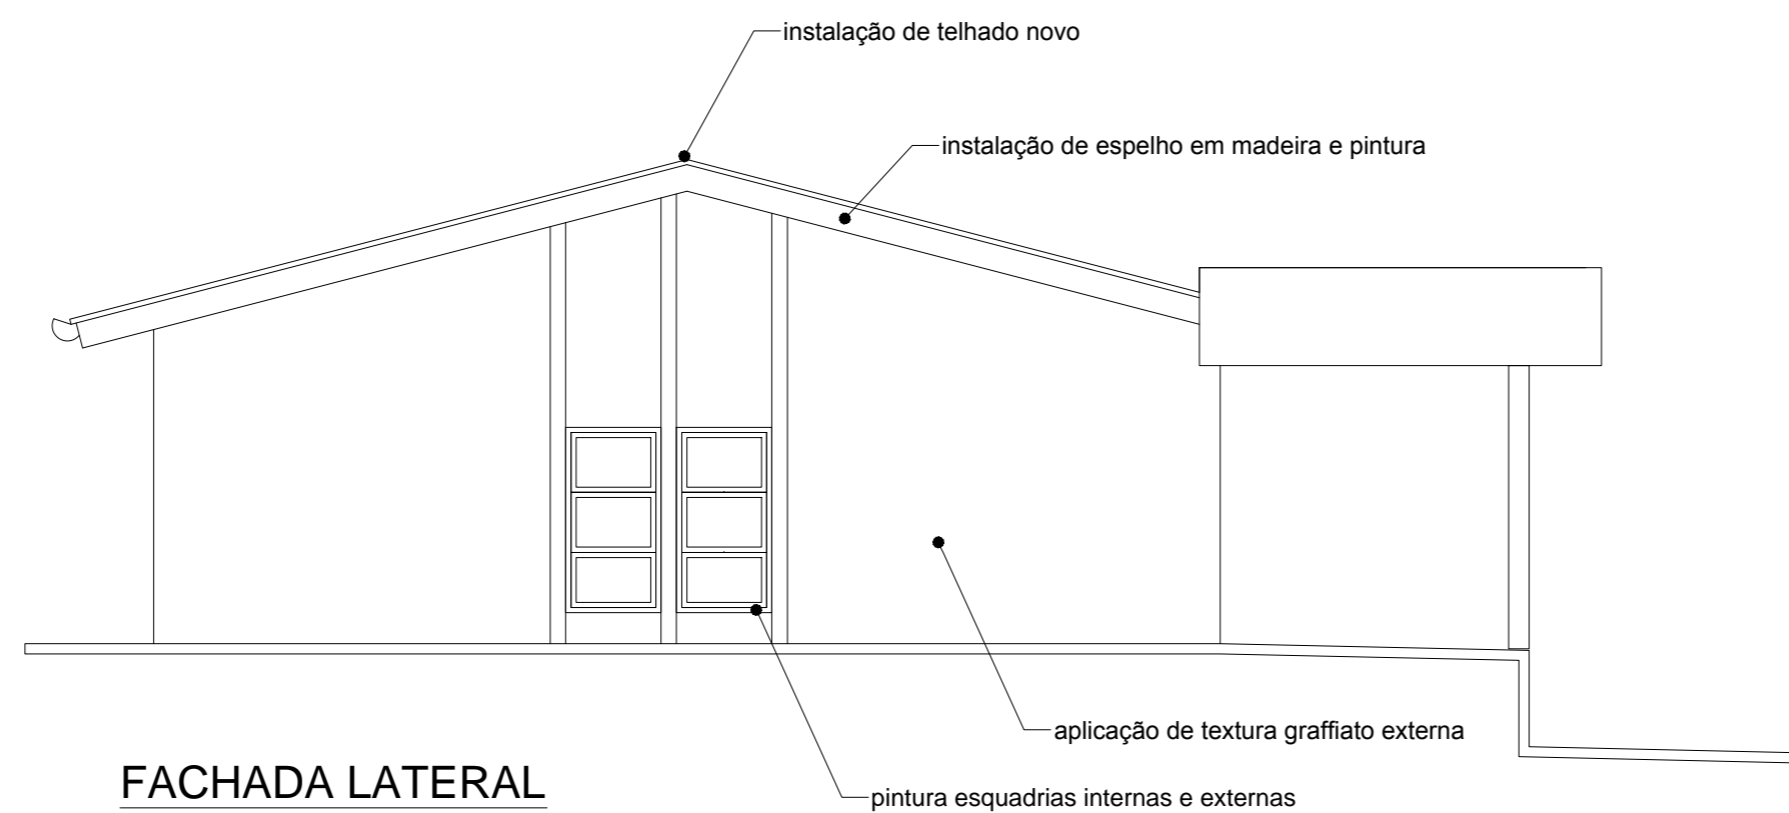 instalação de telhado novo
instalação de espelho em madeira e pintura
aplicação de textura graffiato externa
FACHADA LATERAL
pintura esquadrias internas e externas